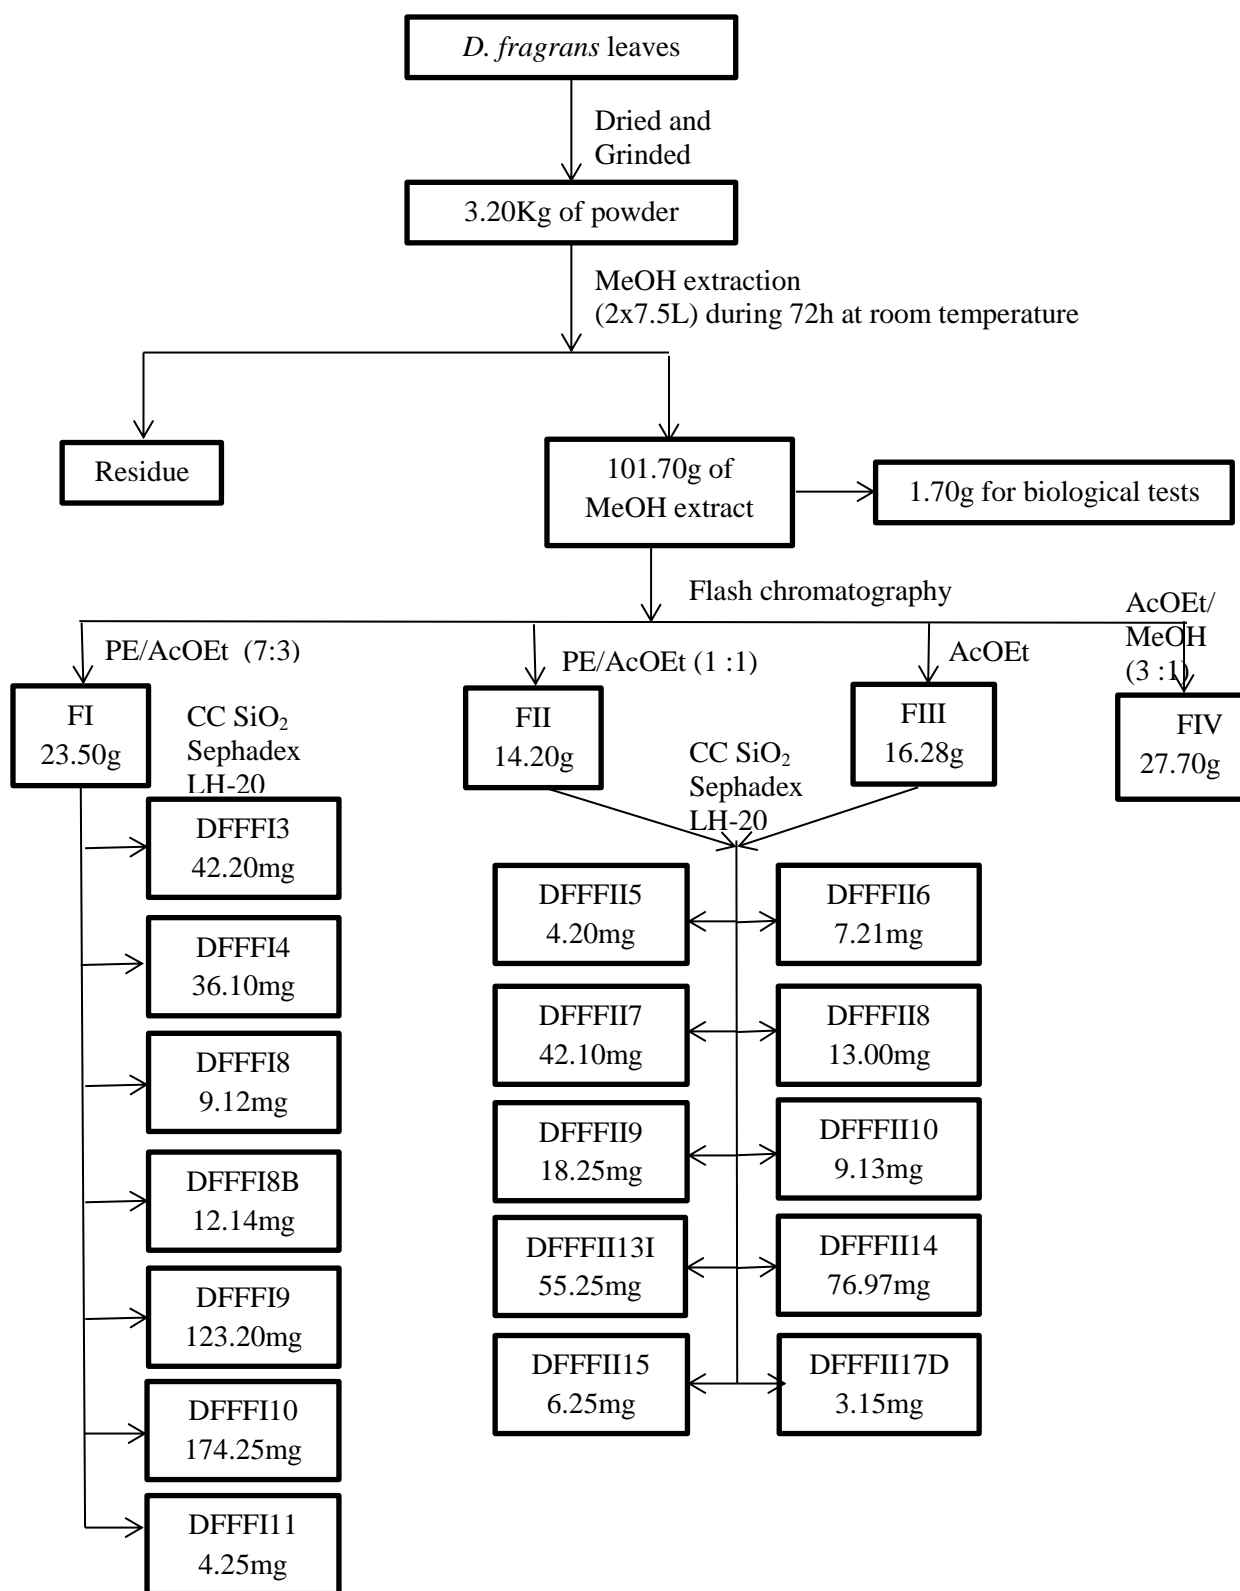 D. fragrans leaves
Dried and
Grinded
3.20Kg of powder
MeOH extraction
(2x7.5L) during 72h at room temperature
Residue
101.70g of
MeOH extract
1.70g for biological tests
Flash chromatography
PE/AcOEt (7:3)
PE/AcOEt (1 :1)
AcOEt
AcOEt/
MeOH
(3 :1)
FI
23.50g
CC SiO₂
Sephadex
LH-20
FII
14.20g
CC SiO₂
Sephadex
LH-20
FIII
16.28g
FIV
27.70g
DFFFI3
42.20mg
DFFFI4
36.10mg
DFFFI8
9.12mg
DFFFI8B
12.14mg
DFFFI9
123.20mg
DFFFI10
174.25mg
DFFFI11
4.25mg
DFFFII5
4.20mg
DFFFII6
7.21mg
DFFFII7
42.10mg
DFFFII8
13.00mg
DFFFII9
18.25mg
DFFFII10
9.13mg
DFFFII13I
55.25mg
DFFFII14
76.97mg
DFFFII15
6.25mg
DFFFII17D
3.15mg